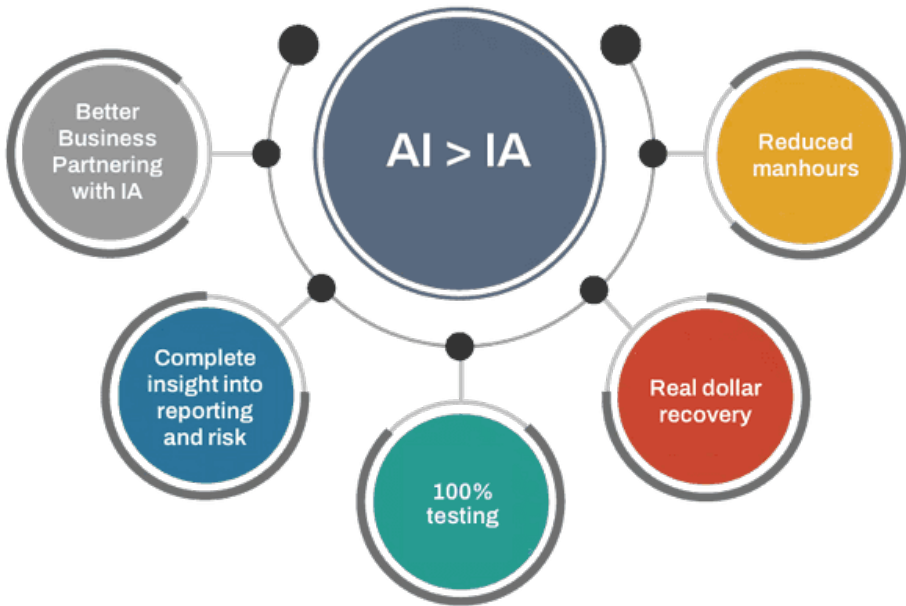 AI > IA
Better
Business
Partnering
with IA
Complete
insight into
reporting
and risk
100%
testing
Real dollar
recovery
Reduced
manhours